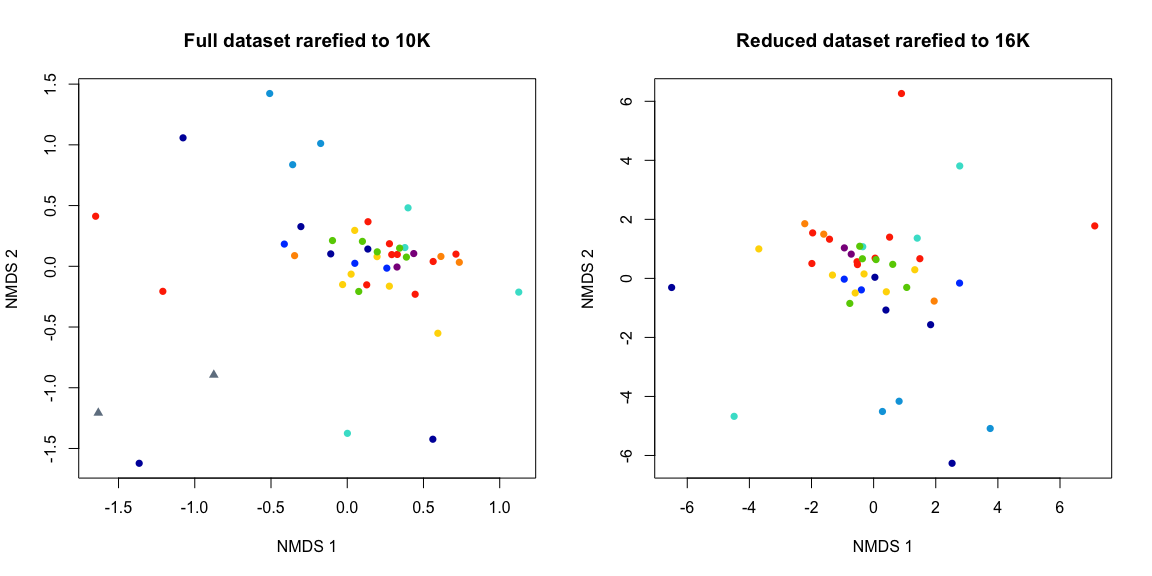 Full dataset rarefied to 10K
1.5
1.0
0.5
0.0
-0.5
-1.0
-1.5
NMDS 2
-1.5 -1.0 -0.5 0.0 0.5 1.0
NMDS 1
Reduced dataset rarefied to 16K
6
4
2
0
-2
-4
-6
NMDS 2
-6 -4 -2 0 2 4 6
NMDS 1